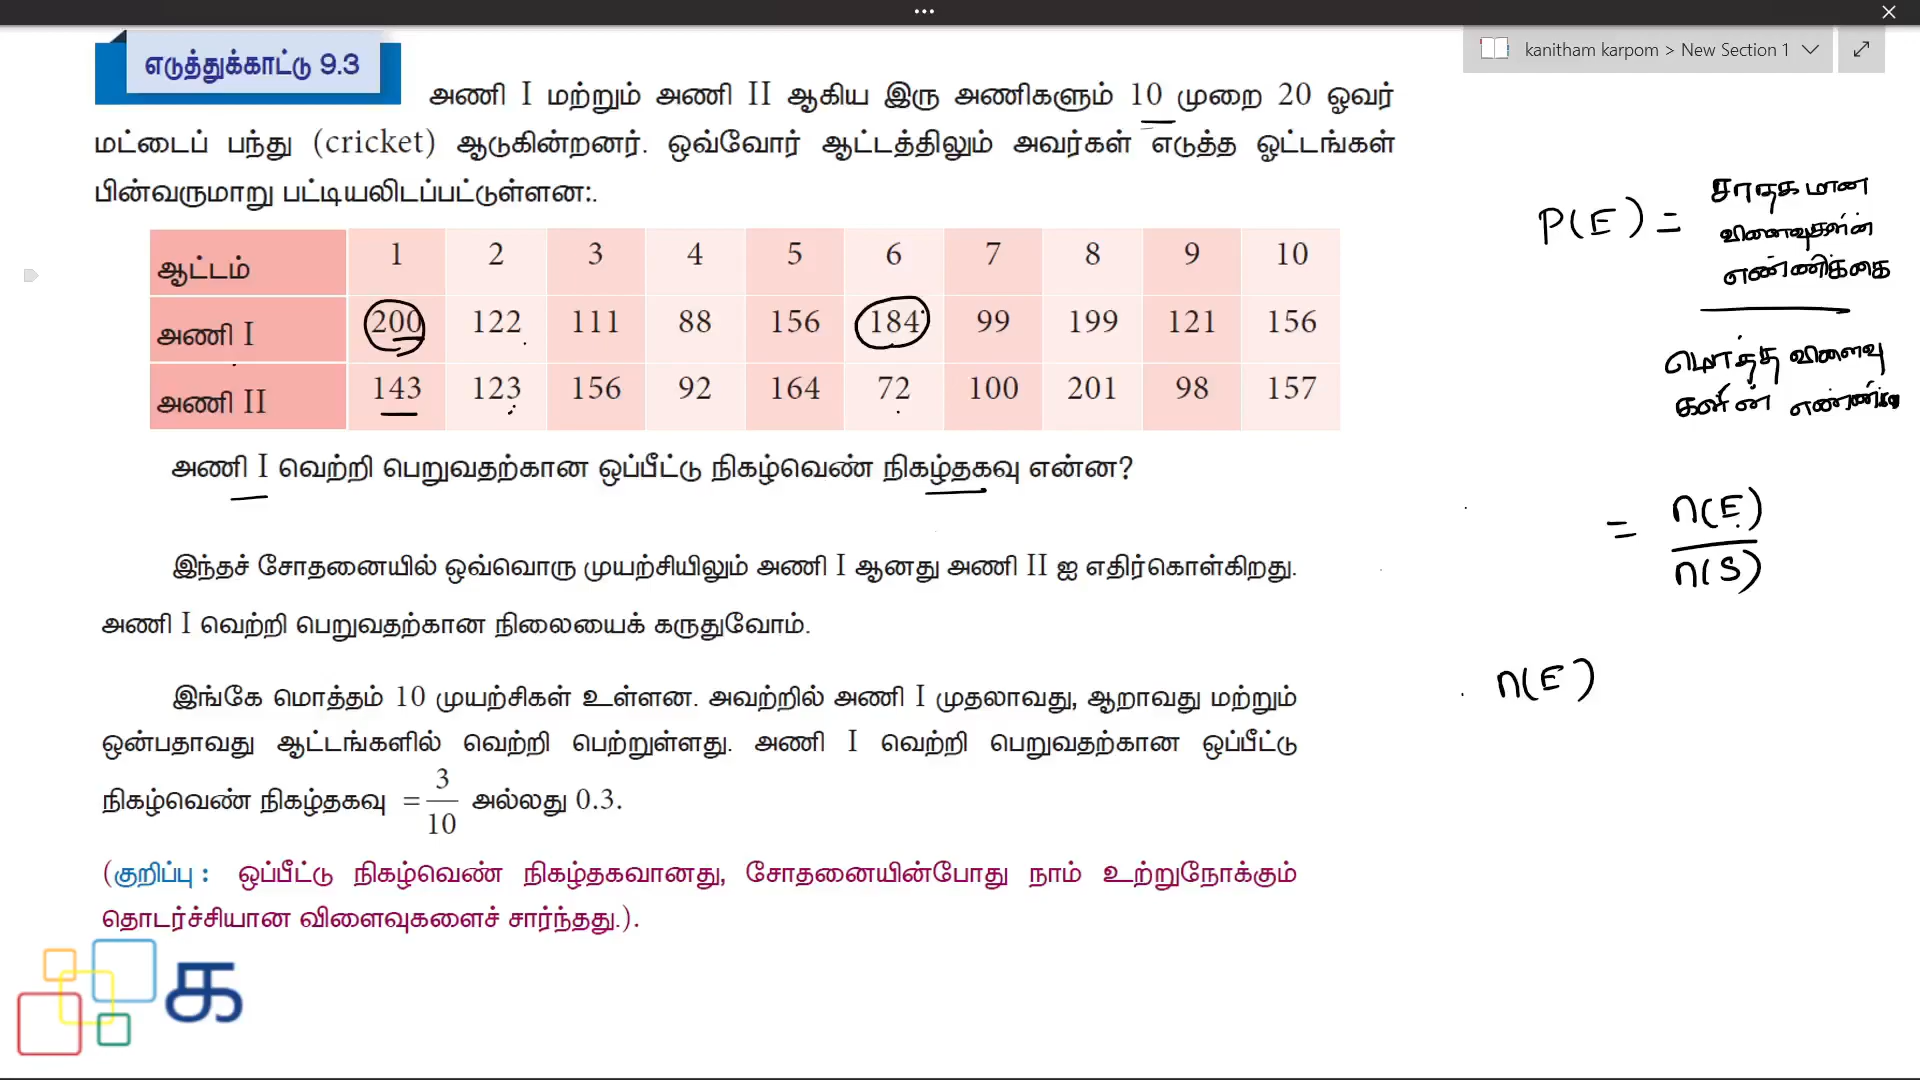 kanitham karpom > New Section 1
எடுத்துக்காட்டு 9.3
அணி I மற்றும் அணி II ஆகிய இரு அணிகளும் 10 முறை 20 ஓவர்
மட்டைப் பந்து (cricket) ஆடுகின்றனர். ஒவ்வோர் ஆட்டத்திலும் அவர்கள் எடுத்த ஓட்டங்கள்
பின்வருமாறு பட்டியலிடப்பட்டுள்ளன:.
ஆட்டம் 1 2 3 4 5 6 7 8 9 10
அணி I 200 122 111 88 156 184 99 199 121 156
அணி II 143 123 156 92 164 72 100 201 98 157
அணி I வெற்றி பெறுவதற்கான ஒப்பீட்டு நிகழ்வெண் நிகழ்தகவு என்ன?
இந்தச் சோதனையில் ஒவ்வொரு முயற்சியிலும் அணி I ஆனது அணி II ஐ எதிர்கொள்கிறது.
அணி I வெற்றி பெறுவதற்கான நிலையைக் கருதுவோம்.
இங்கே மொத்தம் 10 முயற்சிகள் உள்ளன. அவற்றில் அணி I முதலாவது, ஆறாவது மற்றும்
ஒன்பதாவது ஆட்டங்களில் வெற்றி பெற்றுள்ளது. அணி I வெற்றி பெறுவதற்கான ஒப்பீட்டு
நிகழ்வெண் நிகழ்தகவு = 3/10 அல்லது 0.3.
(குறிப்பு : ஒப்பீட்டு நிகழ்வெண் நிகழ்தகவானது, சோதனையின்போது நாம் உற்றுநோக்கும்
தொடர்ச்சியான விளைவுகளைச் சார்ந்தது.).
க
P(E) = சாதகமான
விளைவுகளின்
எண்ணிக்கை
மொத்த விளைவு
களின்
= n(E)
n(S)
n(E)